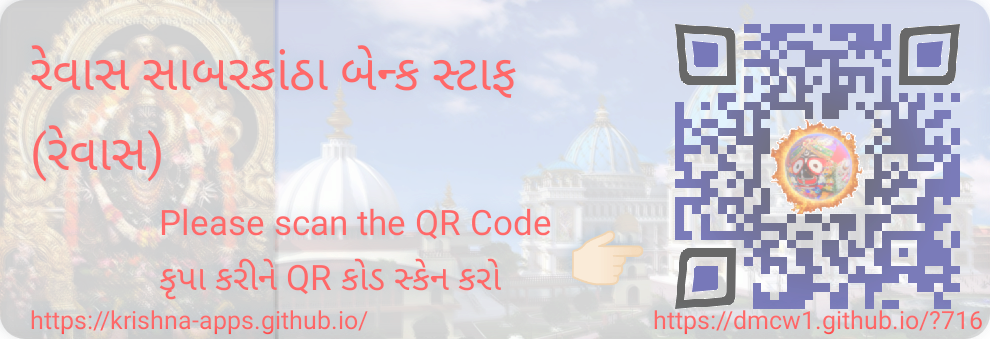 રેવાસ સાબરકાંઠા બેન્ક સ્ટાફ
(રેવાસ)
Please scan the QR Code
કૃપા કરીને QR કોડ સ્કેન કરો
https://krishna-apps.github.io/
https://dmcw1.github.io/?716